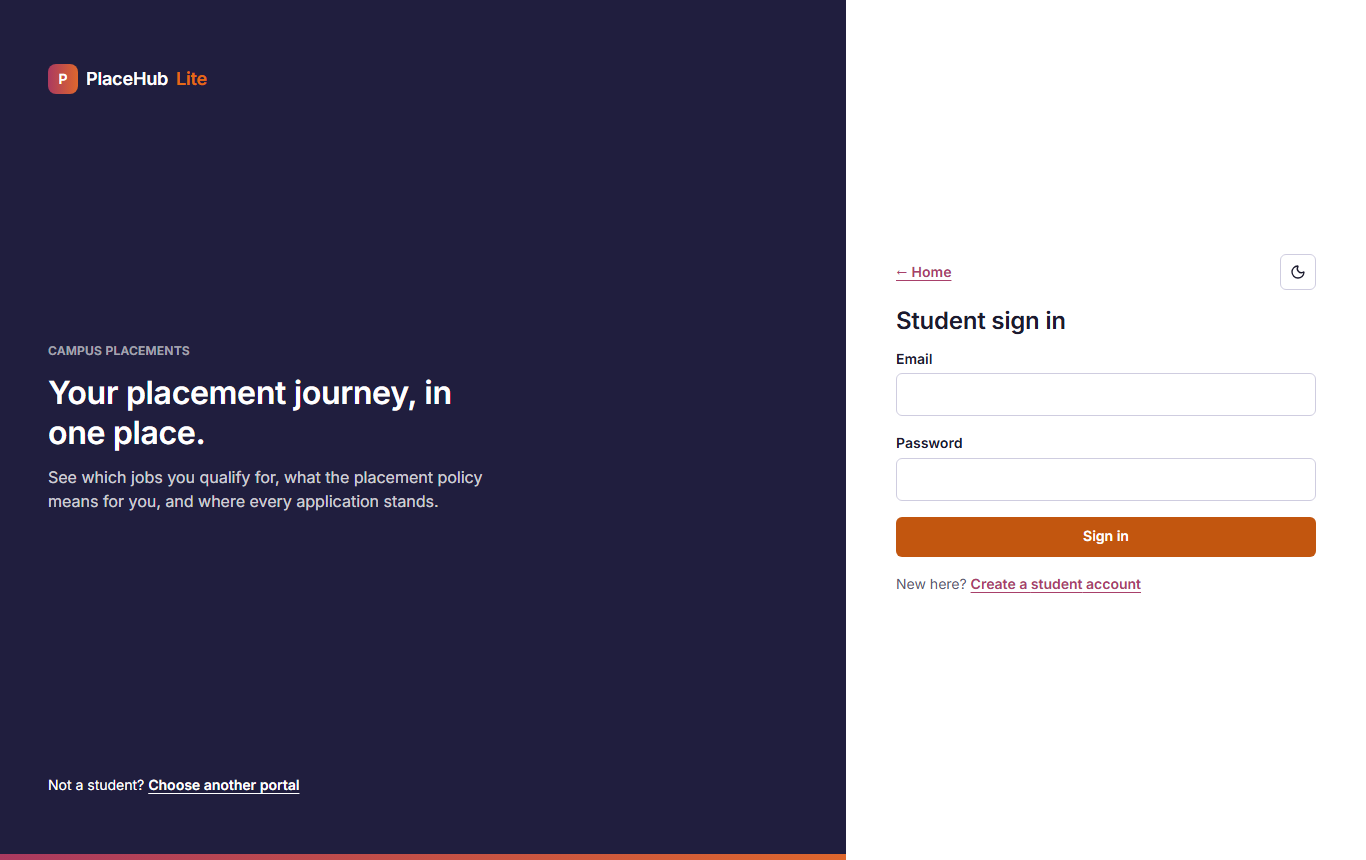 P PlaceHub Lite
CAMPUS PLACEMENTS
Your placement journey, in
one place.
See which jobs you qualify for, what the placement policy
means for you, and where every application stands.
Not a student? Choose another portal
← Home
Student sign in
Email
Password
Sign in
New here? Create a student account